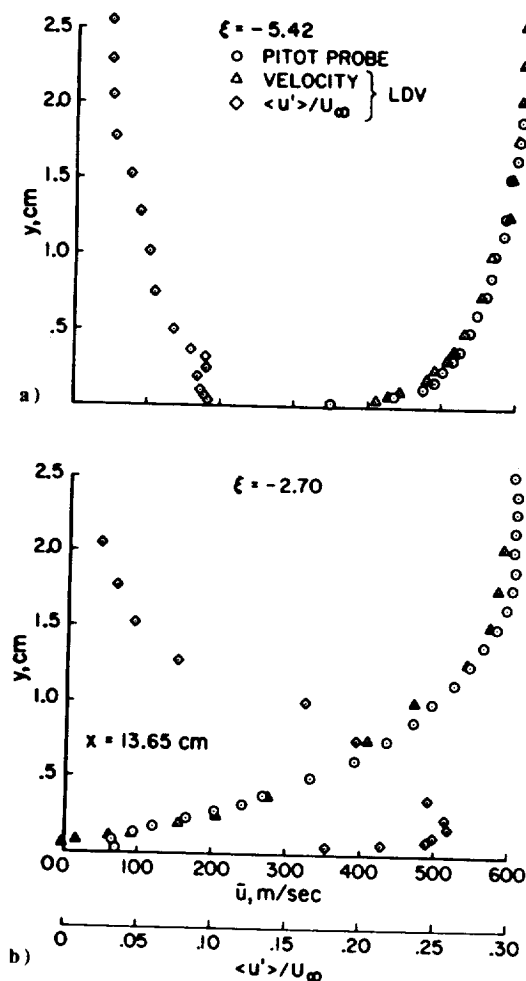 2.5
2.0
1.5
1.0
.5
y, cm
a)
ξ = -5.42
PITOT PROBE
VELOCITY
<u'>/U∞
LDV
2.5
2.0
1.5
1.0
.5
0
y, cm
ξ = -2.70
x = 13.65 cm
0 100 200 300 400 500 600
ū, m/sec
b)
0 .05 .10 .15 .20 .25 .30
<u'>/U∞